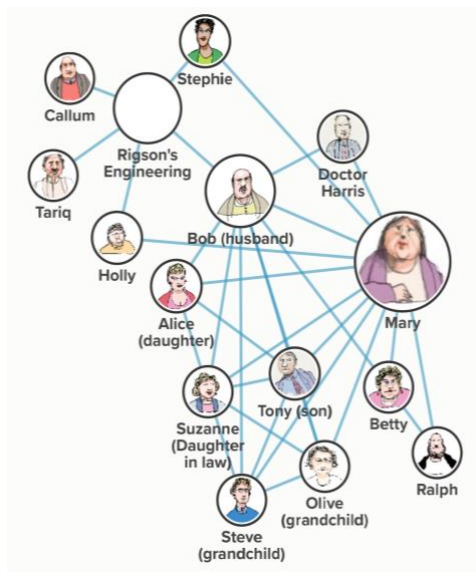 Stephie
Callum
Rigson's
Engineering
Doctor
Harris
Tariq
Bob (husband)
Holly
Mary
Alice
(daughter)
Tony (son)
Betty
Suzanne
(Daughter
in law)
Ralph
Olive
(grandchild)
Steve
(grandchild)